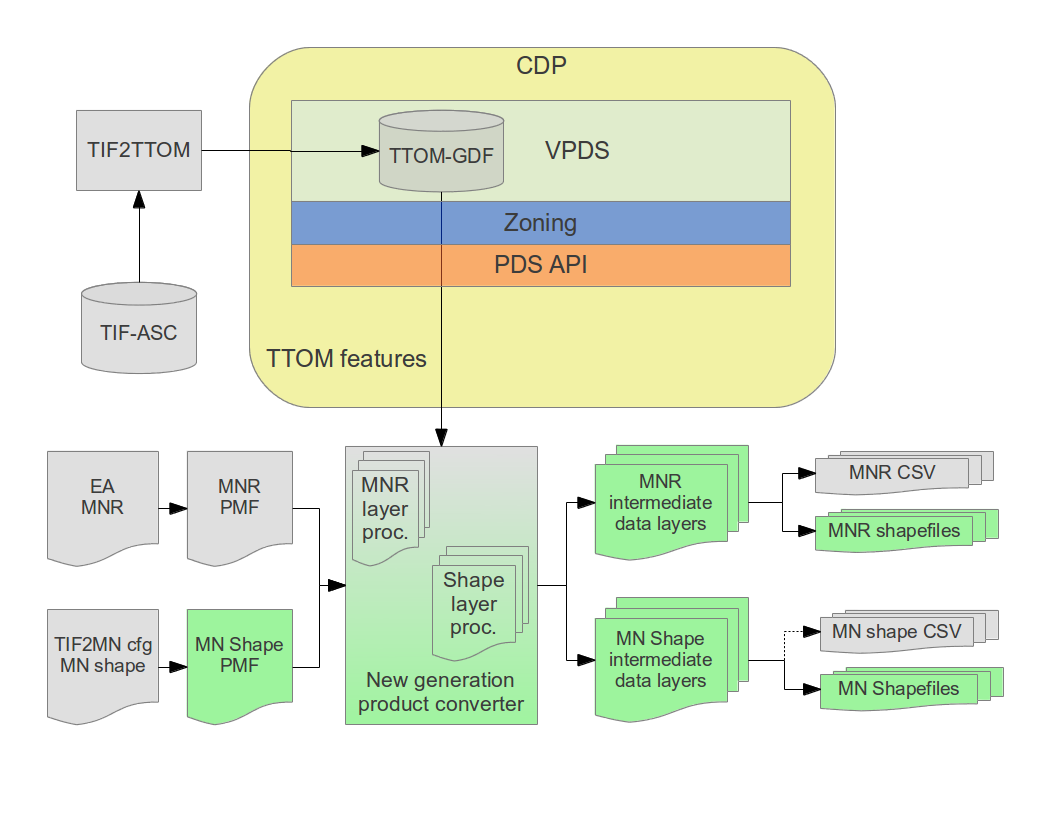 CDP
TIF2TTOM
TTOM-GDF
VPDS
Zoning
PDS API
TIF-ASC
TTOM features
EA
MNR
MNR
PMF
MNR
layer
proc.
Shape
layer
proc.
New generation
product converter
TIF2MN cfg
MN shape
MN Shape
PMF
MNR
intermediate
data layers
MNR CSV
MNR shapefiles
MN Shape
intermediate
data layers
MN shape CSV
MN Shapefiles